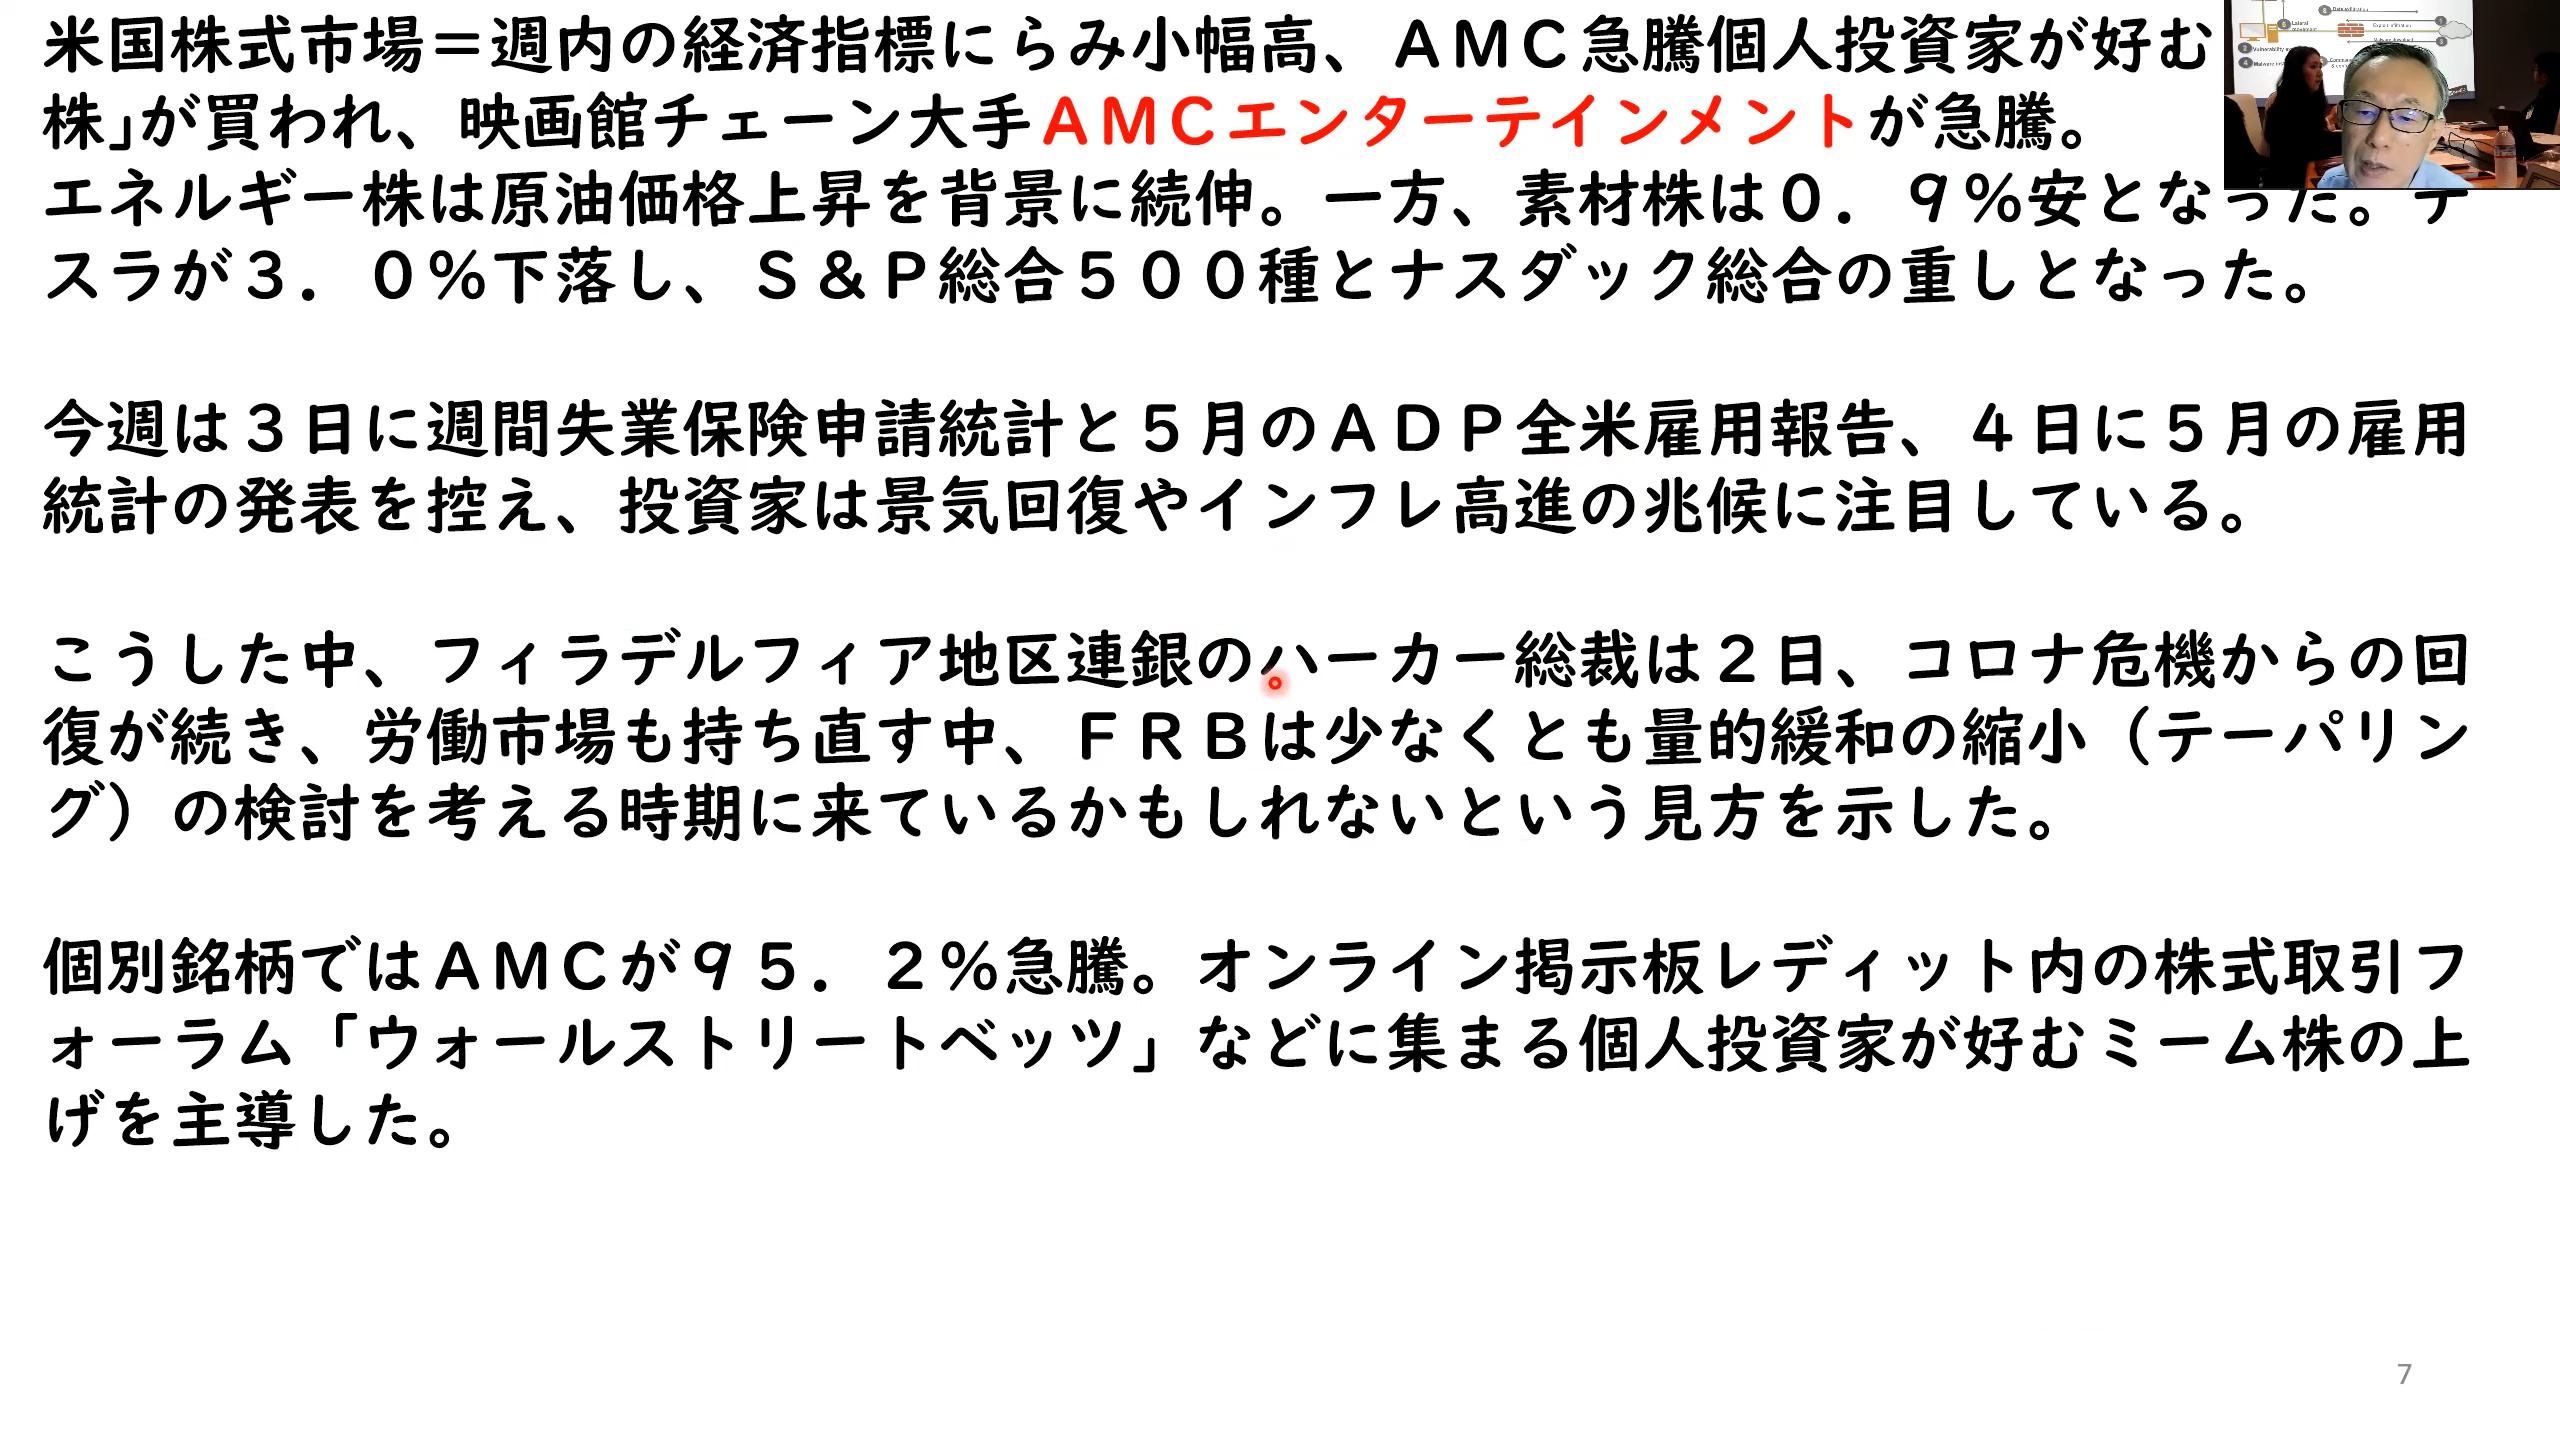 米国株式市場＝週内の経済指標にらみ小幅高、ＡＭＣ急騰個人投資家が好む
株｣が買われ、映画館チェーン大手ＡＭＣエンターテインメントが急騰。
エネルギー株は原油価格上昇を背景に続伸。一方、素材株は０．９％安となった。テ
スラが３．０％下落し、Ｓ＆Ｐ総合５００種とナスダック総合の重しとなった。
今週は３日に週間失業保険申請統計と５月のＡＤＰ全米雇用報告、４日に５月の雇用
統計の発表を控え、投資家は景気回復やインフレ高進の兆候に注目している。
こうした中、フィラデルフィア地区連銀のハーカー総裁は２日、コロナ危機からの回
復が続き、労働市場も持ち直す中、ＦＲＢは少なくとも量的緩和の縮小（テーパリン
グ）の検討を考える時期に来ているかもしれないという見方を示した。
個別銘柄ではＡＭＣが９５．２％急騰。オンライン掲示板レディット内の株式取引フ
ォーラム「ウォールストリートベッツ」などに集まる個人投資家が好むミーム株の上
げを主導した。
7